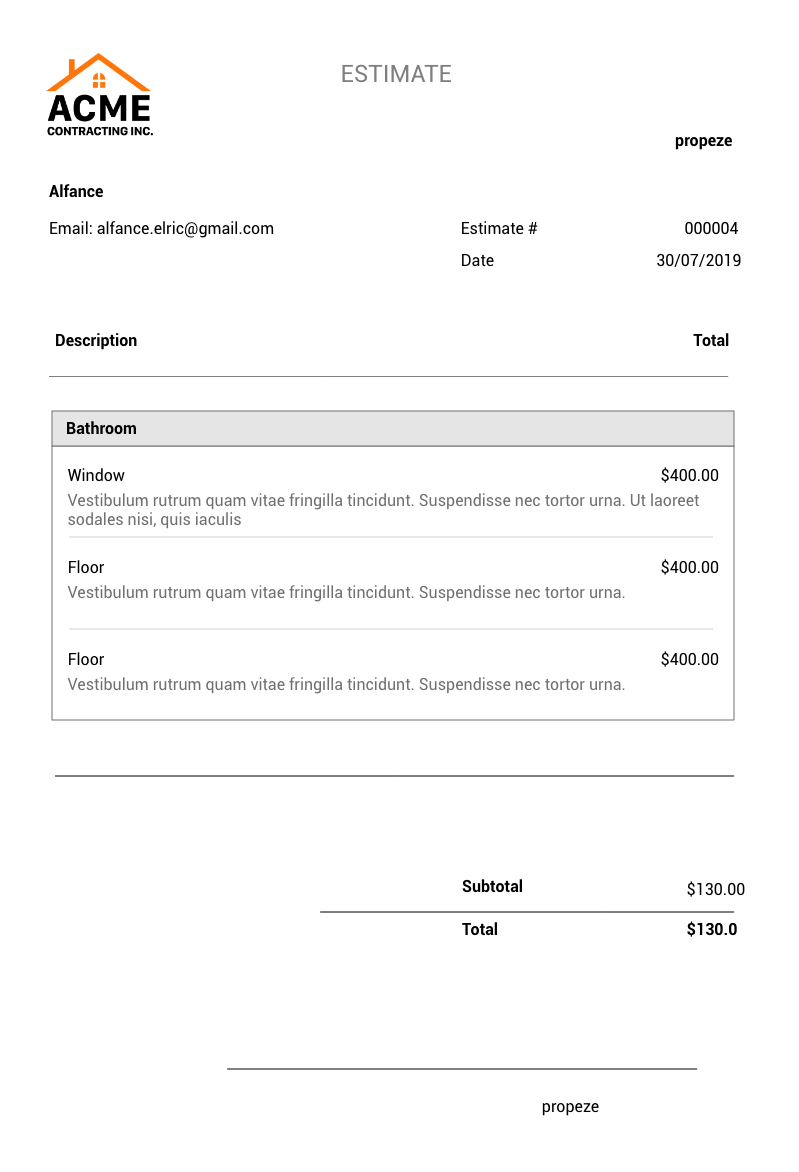 ESTIMATE
ACME
CONTRACTING INC.
propeze
Alfance
Email: alfance.elric@gmail.com
Estimate # 000004
Date 30/07/2019
Description Total
Bathroom
Window $400.00
Vestibulum rutrum quam vitae fringilla tincidunt. Suspendisse nec tortor urna. Ut laoreet
sodales nisi, quis iaculis
Floor $400.00
Vestibulum rutrum quam vitae fringilla tincidunt. Suspendisse nec tortor urna.
Floor $400.00
Vestibulum rutrum quam vitae fringilla tincidunt. Suspendisse nec tortor urna.
Subtotal $130.00
Total $130.0
propeze